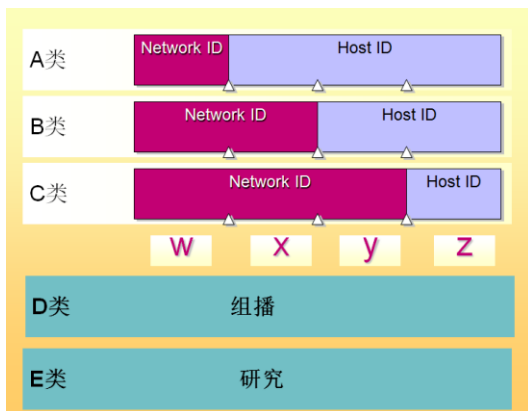 A类 Network ID Host ID
B类 Network ID Host ID
C类 Network ID Host ID
w x y z
D类 组播
E类 研究